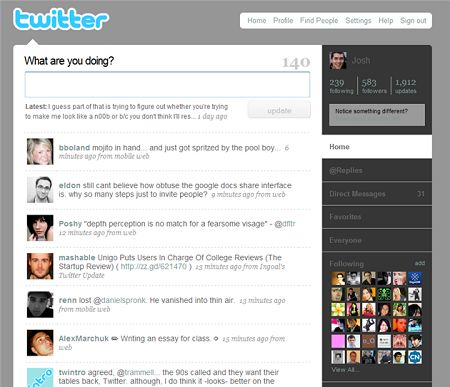 twitter
Home Profile Find People Settings Help Sign out
What are you doing?
140
Latest: I guess part of that is trying to figure out whether you're trying
to make me look like a n00b or b/c you don't think I'll res... 1 day ago
update
bboland mojito in hand... and just got spritzed by the pool boy... 6
minutes ago from mobile web
eldon still cant believe how obtuse the google docs share interface
is. why so many steps just to invite people? 9 minutes ago from web
Poshy "depth perception is no match for a fearsome visage" - @dfltr
12 minutes ago from web
mashable Unigo Puts Users In Charge Of College Reviews (The
Startup Review) ( http://zz.gd/621470 ) 13 minutes ago from Ingoal's
Twitter Update
renn lost @danielspronk. He vanished into thin air. 13 minutes ago
from mobile web
AlexMarchuk ✏ Writing an essay for class. 15 minutes ago from
web
twintro agreed, @trammell... the 90s called and they want their
tables back, Twitter. although, I do think it -looks- better on the
Josh
239 583 1,912
following followers updates
Notice something different?
Home
@Replies
Direct Messages 31
Favorites
Everyone
Following add
View All...